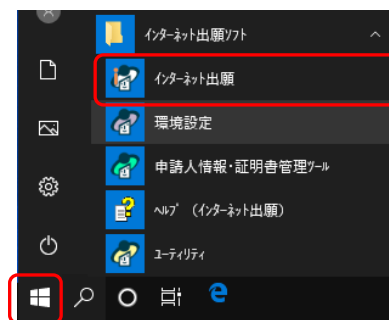 ｲﾝﾀｰﾈｯﾄ出願ｿﾌﾄ
ｲﾝﾀｰﾈｯﾄ出願
環境設定
申請人情報･証明書管理ﾂｰﾙ
ﾍﾙﾌﾟ (ｲﾝﾀｰﾈｯﾄ出願)
ﾕｰﾃｨﾘﾃｨ